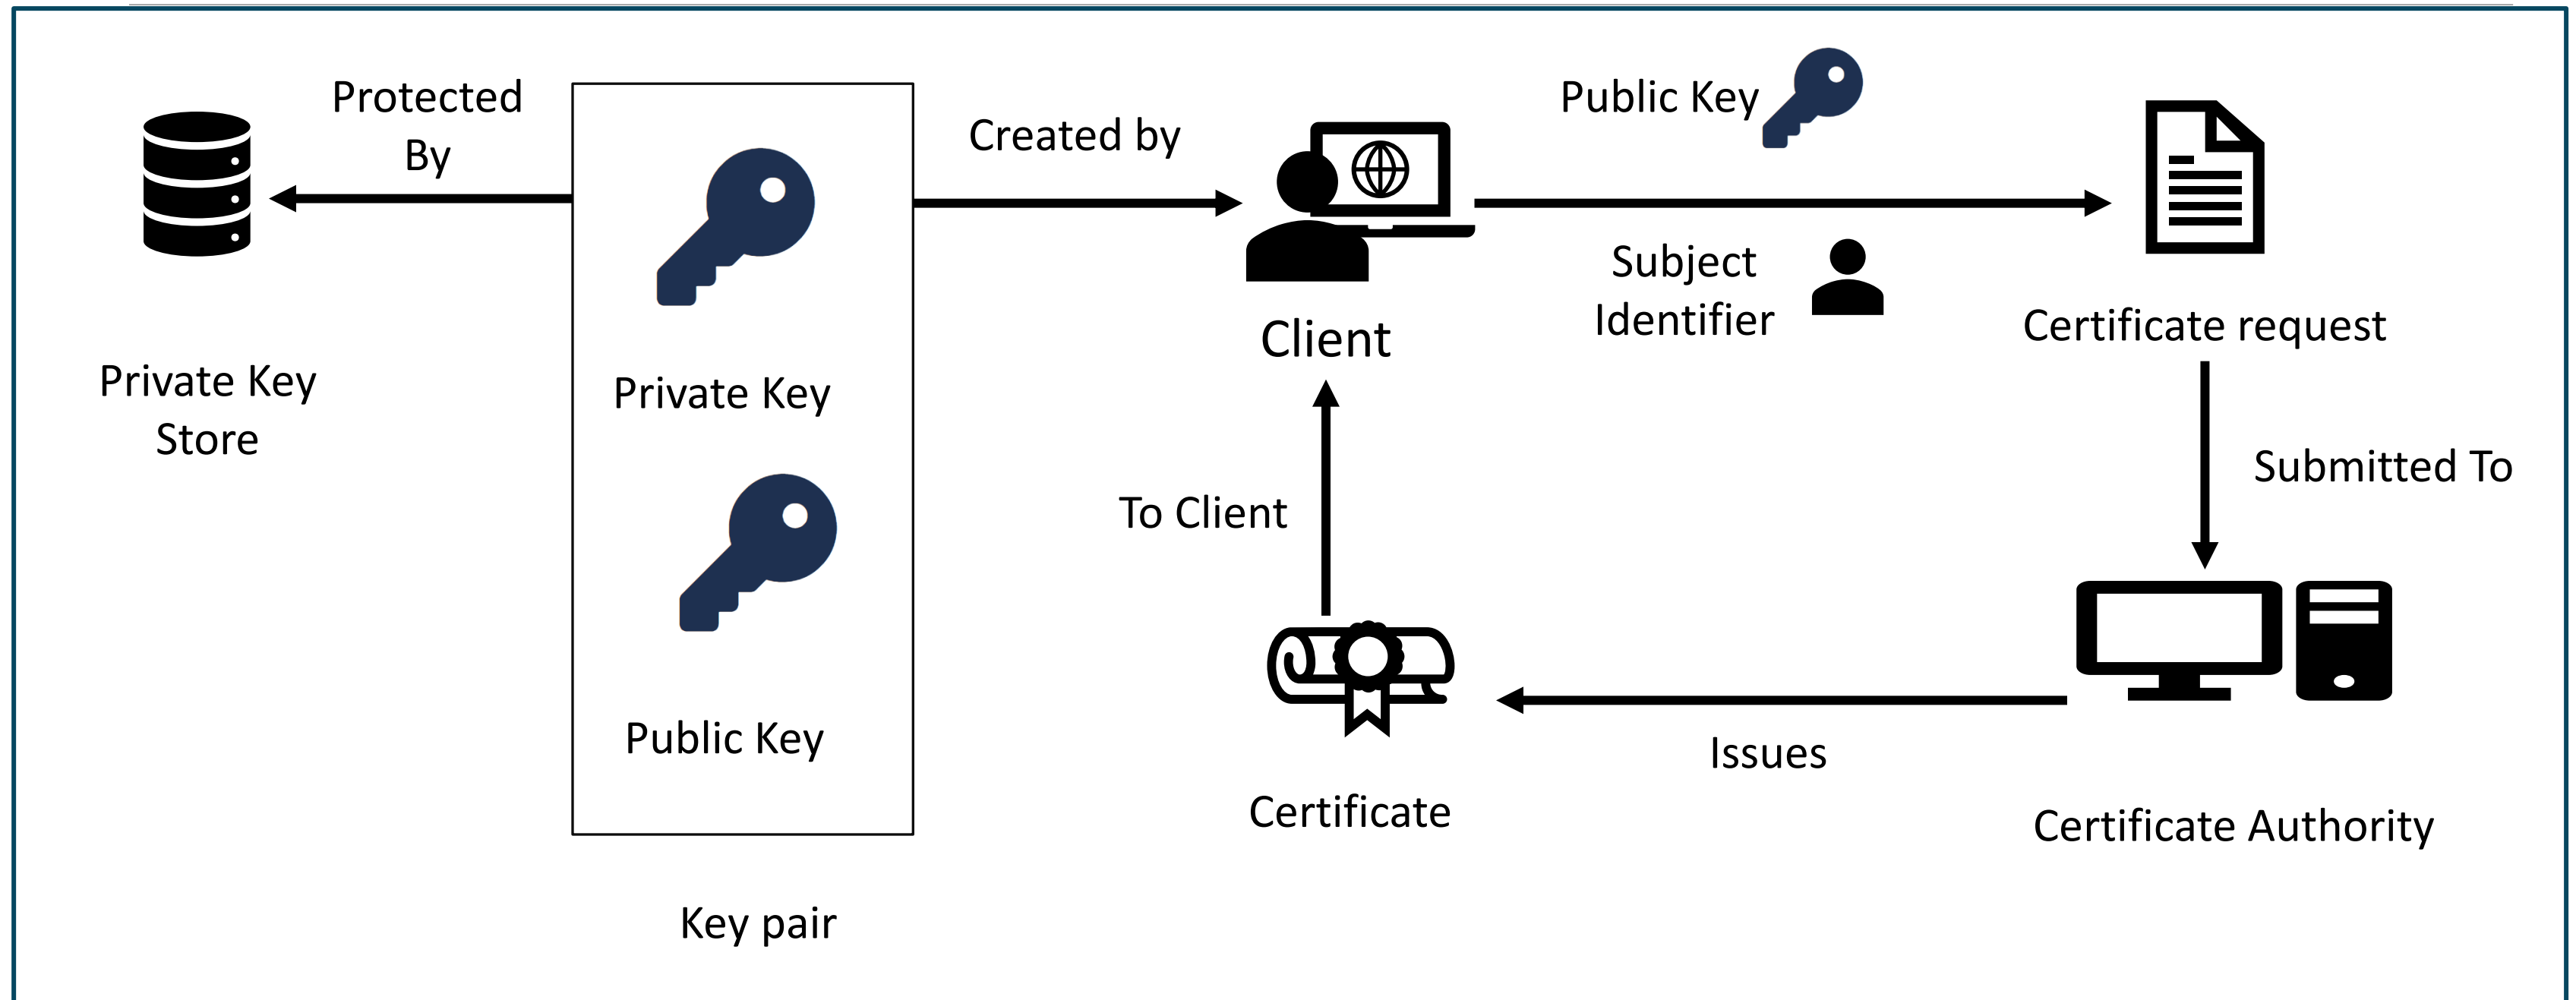 Protected
By
Created by
Public Key
Subject
Identifier
Client
Certificate request
Private Key
Store
Private Key
To Client
Submitted To
Public Key
Issues
Certificate
Certificate Authority
Key pair